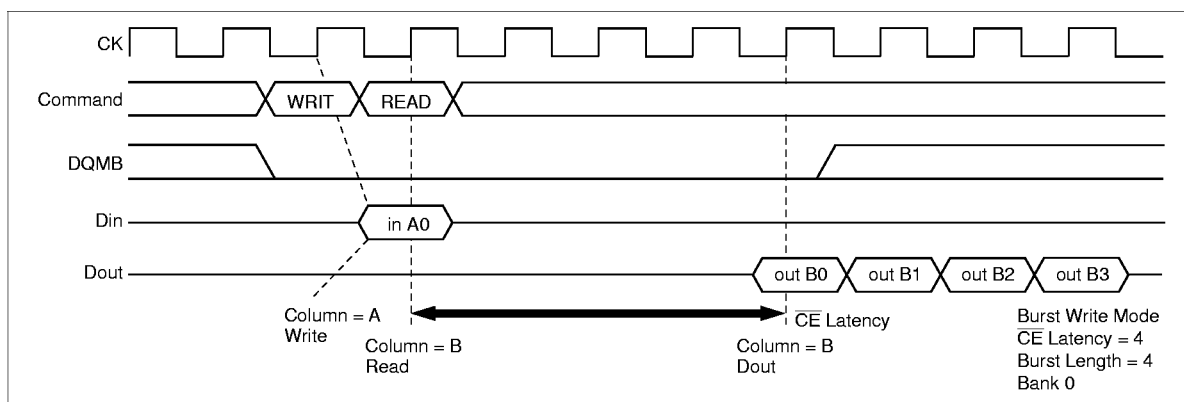 CK
Command
WRIT
READ
DQMB
Din
in A0
Dout
out B0
out B1
out B2
out B3
Column = A
Write
Column = B
Read
CE Latency
Column = B
Dout
Burst Write Mode
CE Latency = 4
Burst Length = 4
Bank 0